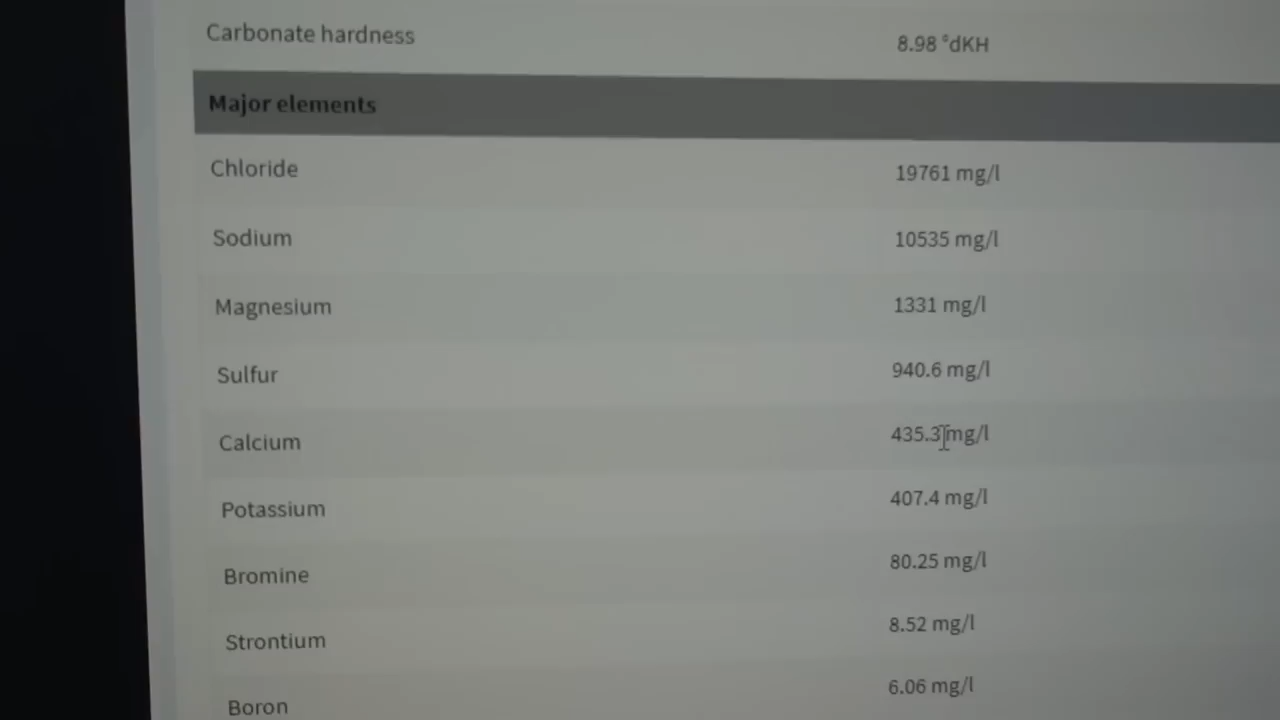 Carbonate hardness 8.98 °dKH
Major elements
Chloride 19761 mg/l
Sodium 10535 mg/l
Magnesium 1331 mg/l
Sulfur 940.6 mg/l
Calcium 435.3 mg/l
Potassium 407.4 mg/l
Bromine 80.25 mg/l
Strontium 8.52 mg/l
Boron 6.06 mg/l